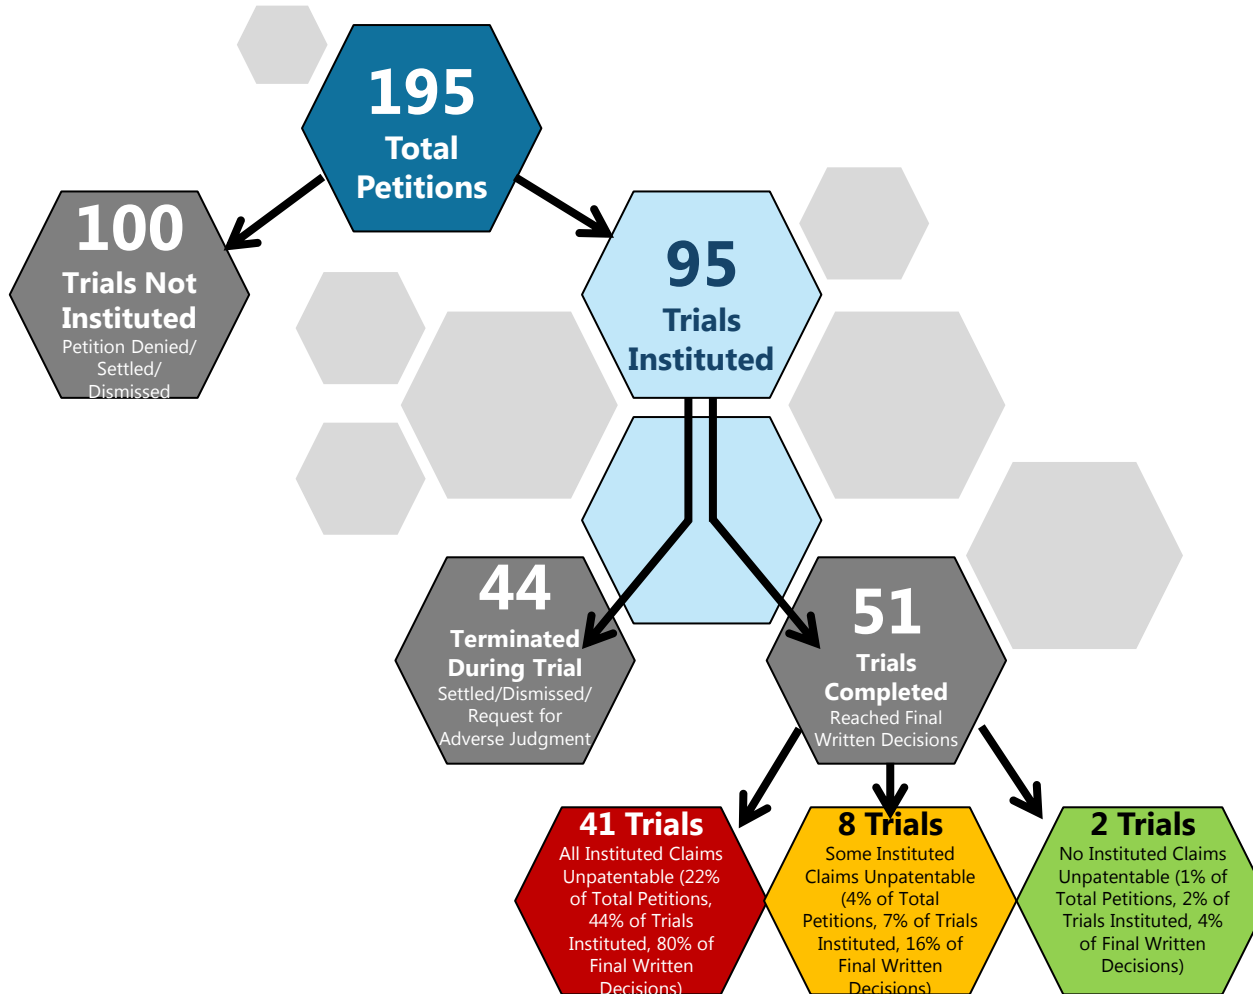 195
Total
Petitions
100
Trials Not
Instituted
Petition Denied/
Settled/
Dismissed
95
Trials
Instituted
44
Terminated
During Trial
Settled/Dismissed/
Request for
Adverse Judgment
51
Trials
Completed
Reached Final
Written Decisions
41 Trials
All Instituted Claims
Unpatentable (22%
of Total Petitions,
44% of Trials
Instituted, 80% of
Final Written
Decisions)
8 Trials
Some Instituted
Claims Unpatentable
(4% of Total
Petitions, 7% of Trials
Instituted, 16% of
Final Written
Decisions)
2 Trials
No Instituted Claims
Unpatentable (1% of
Total Petitions, 2% of
Trials Instituted, 4%
of Final Written
Decisions)